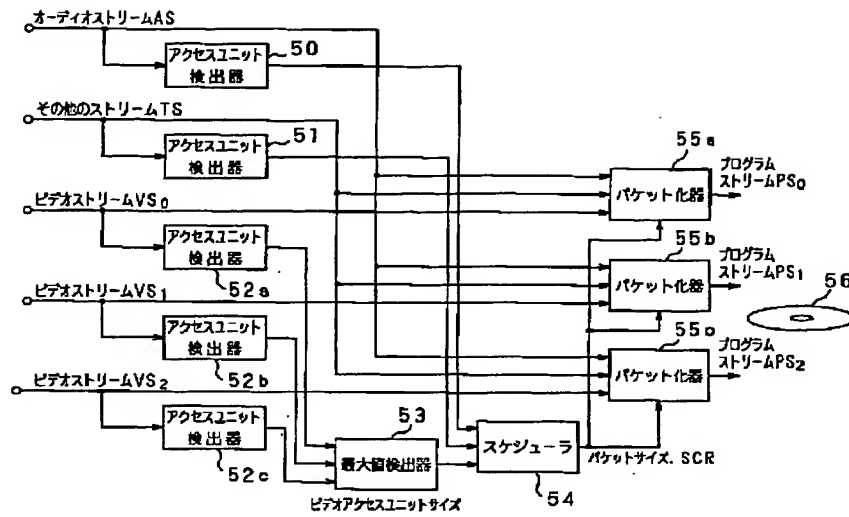 オーディオストリームAS
アクセスユニット
検出器
50
その他のストリームTS
アクセスユニット
検出器
51
ビデオストリームVS0
アクセスユニット
検出器
52a
ビデオストリームVS1
アクセスユニット
検出器
52b
ビデオストリームVS2
アクセスユニット
検出器
52c
53
最大値検出器
ビデオアクセスユニットサイズ
スケジューラ
54
パケットサイズ、SCR
55a
パケット化器
プログラム
ストリームPS0
55b
パケット化器
プログラム
ストリームPS1
55c
パケット化器
プログラム
ストリームPS2
56